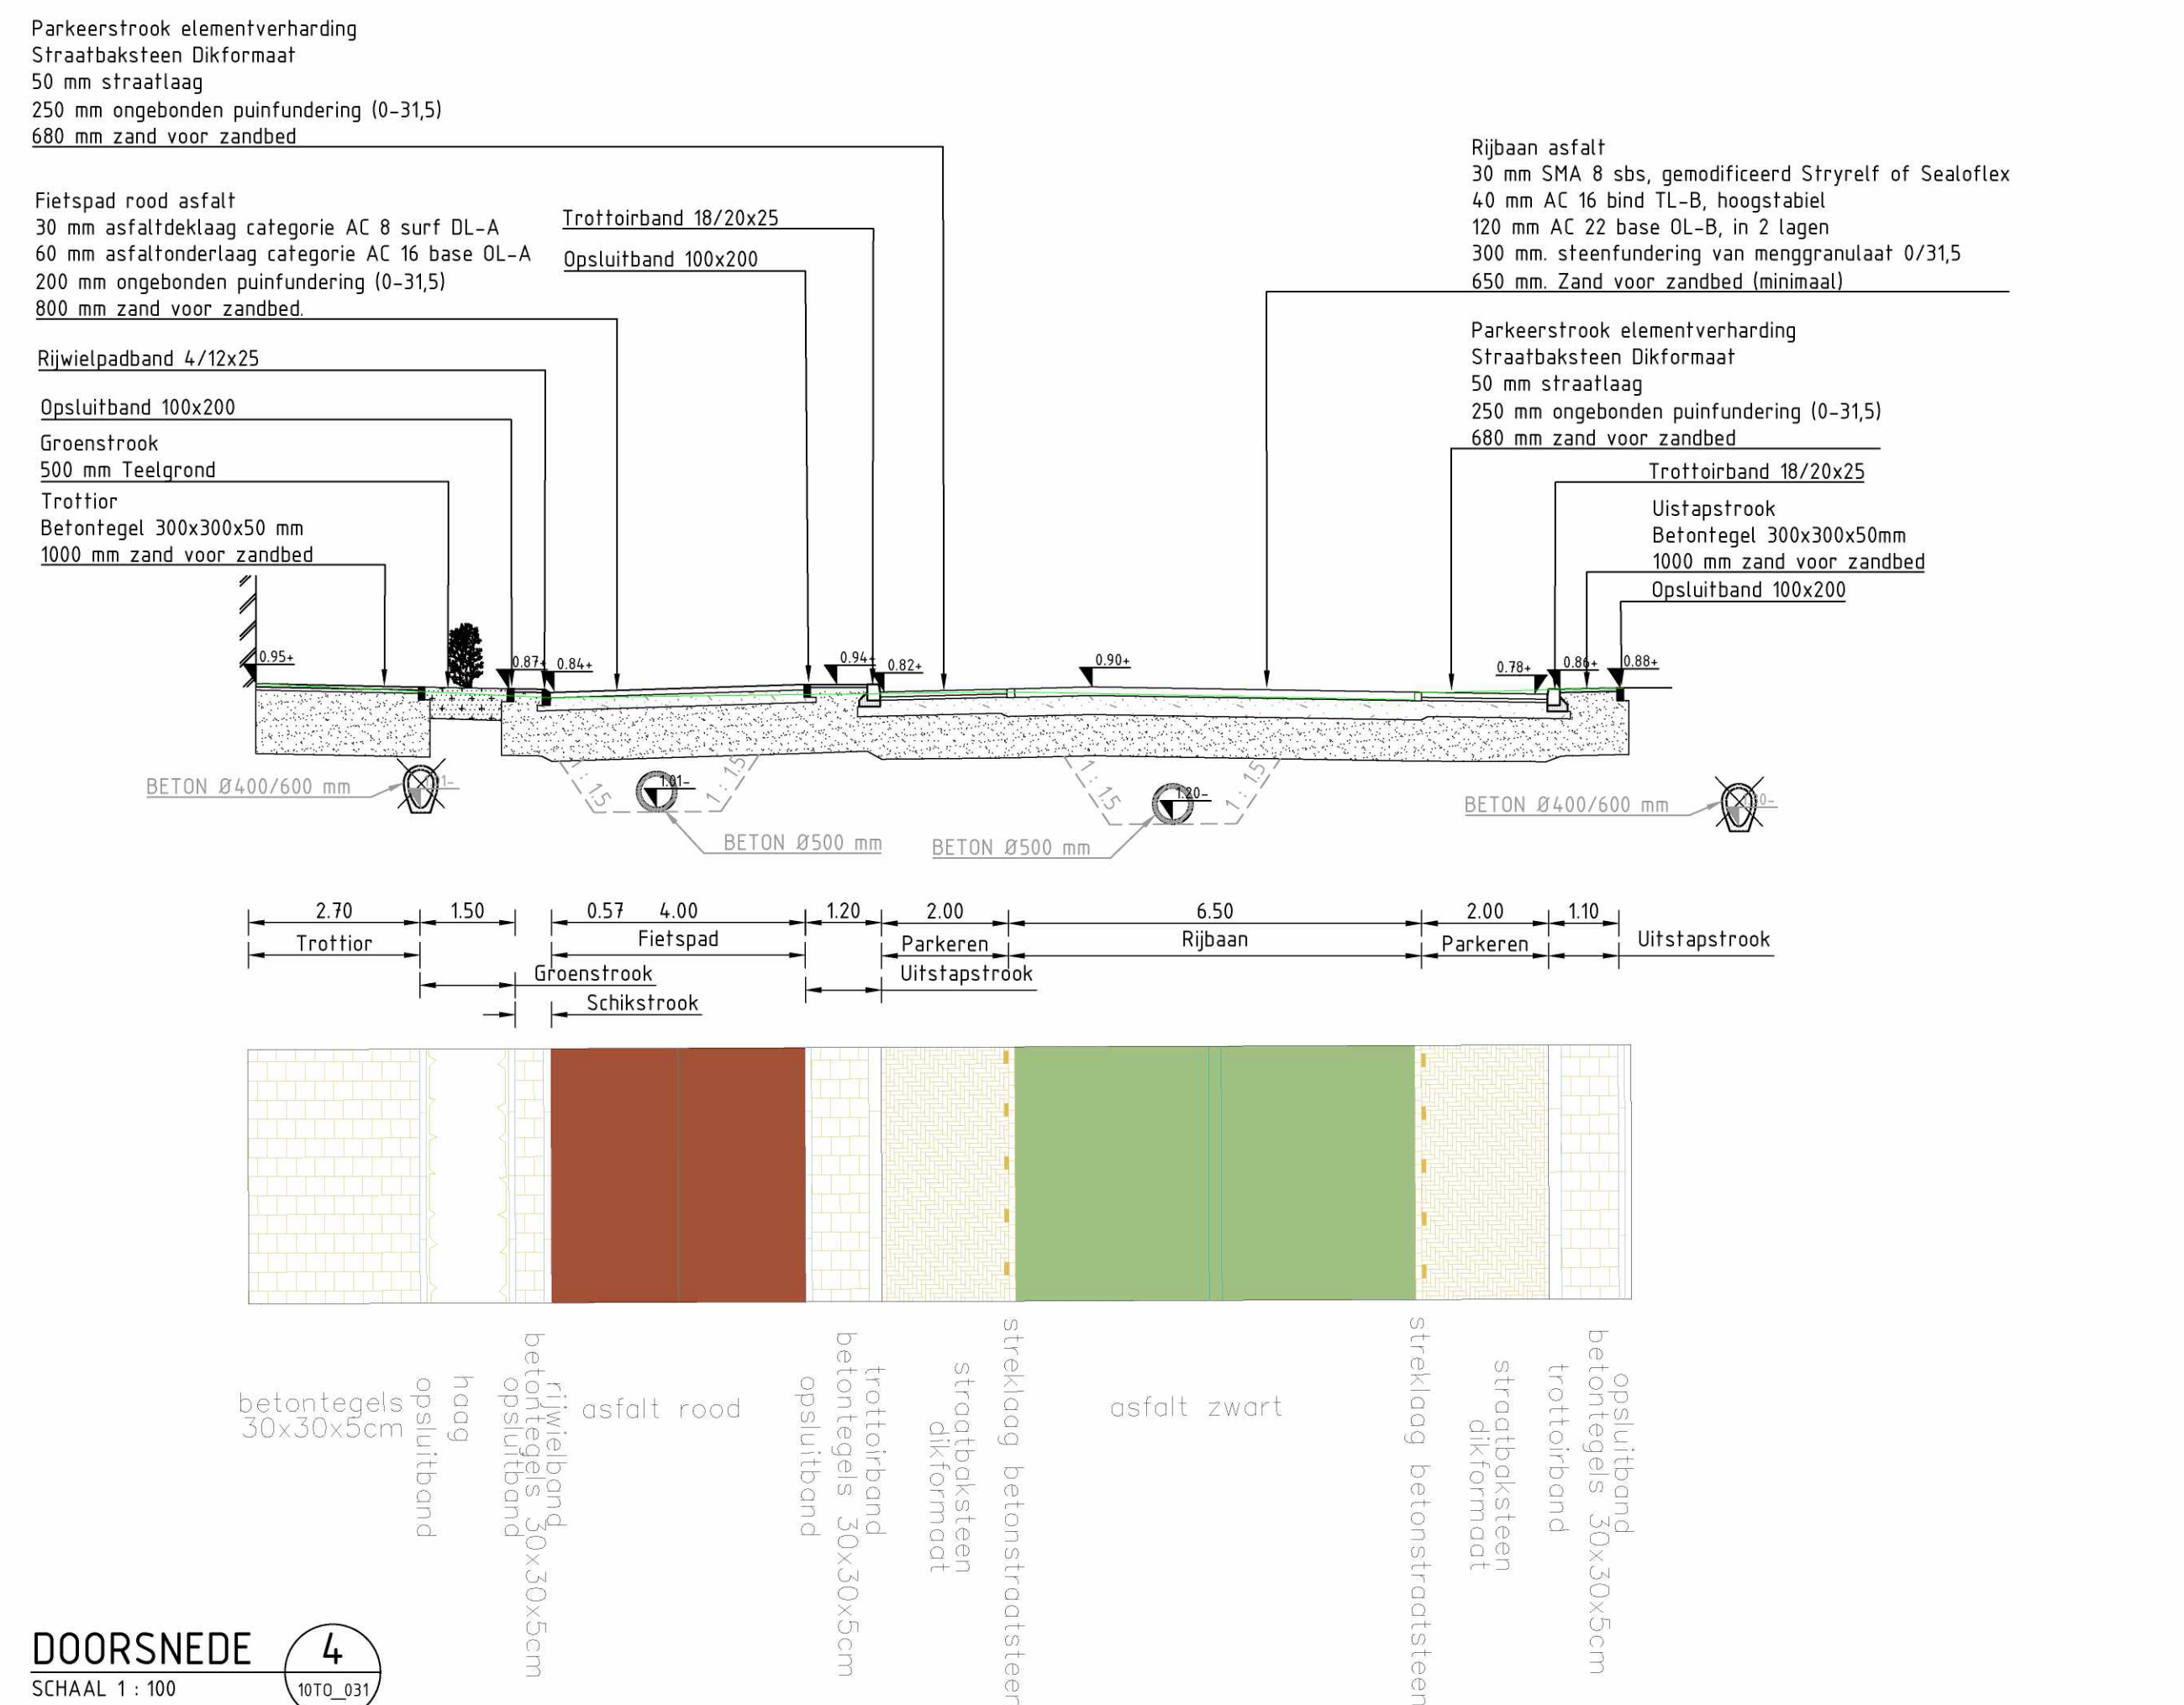 Parkeerstrook elementverharding
Straatbaksteen Dikformaat
50 mm straatlaag
250 mm ongebonden puinfundering (0-31,5)
680 mm zand voor zandbed
Fietspad rood asfalt
30 mm asfaltdeklaag categorie AC 8 surf DL-A
60 mm asfaltonderlaag categorie AC 16 base OL-A
200 mm ongebonden puinfundering (0-31,5)
800 mm zand voor zandbed.
Trottoirband 18/20x25
Opsluitband 100x200
Rijwielpadband 4/12x25
Opsluitband 100x200
Groenstrook
500 mm Teelgrond
Trottior
Betontegel 300x300x50 mm
1000 mm zand voor zandbed
Rijbaan asfalt
30 mm SMA 8 sbs, gemodificeerd Stryrelf of Sealoflex
40 mm AC 16 bind TL-B, hoogstabiel
120 mm AC 22 base OL-B, in 2 lagen
300 mm. steenfundering van menggranulaat 0/31,5
650 mm. Zand voor zandbed (minimaal)
Parkeerstrook elementverharding
Straatbaksteen Dikformaat
50 mm straatlaag
250 mm ongebonden puinfundering (0-31,5)
680 mm zand voor zandbed
Trottoirband 18/20x25
Uistapstrook
Betontegel 300x300x50mm
1000 mm zand voor zandbed
Opsluitband 100x200
0.95+
0.87+
0.84+
0.94+
0.82+
0.90+
0.78+
0.86+
0.88+
1 : 1.5
1 : 1.5
1 : 1.5
1 : 1.5
BETON Ø400/600 mm
1.01-
1.20-
BETON Ø400/600 mm
BETON Ø500 mm
BETON Ø500 mm
2.70
1.50
0.57
4.00
1.20
2.00
6.50
2.00
1.10
Trottior
Fietspad
Parkeren
Rijbaan
Parkeren
Uitstapstrook
Groenstrook
Uitstapstrook
Schikstrook
betontegels
30x30x5cm
opsluitband
haag
opsluitband
betontegels 30x30x5cm
rijwielband
asfalt rood
opsluitband
betontegels 30x30x5cm
trottoirband
dikformaat
straatbaksteen
streklaag betonstraatsteen
asfalt zwart
streklaag betonstraatsteen
dikformaat
straatbaksteen
trottoirband
betontegels 30x30x5cm
opsluitband
DOORSNEDE
4
SCHAAL 1 : 100
10TO_031